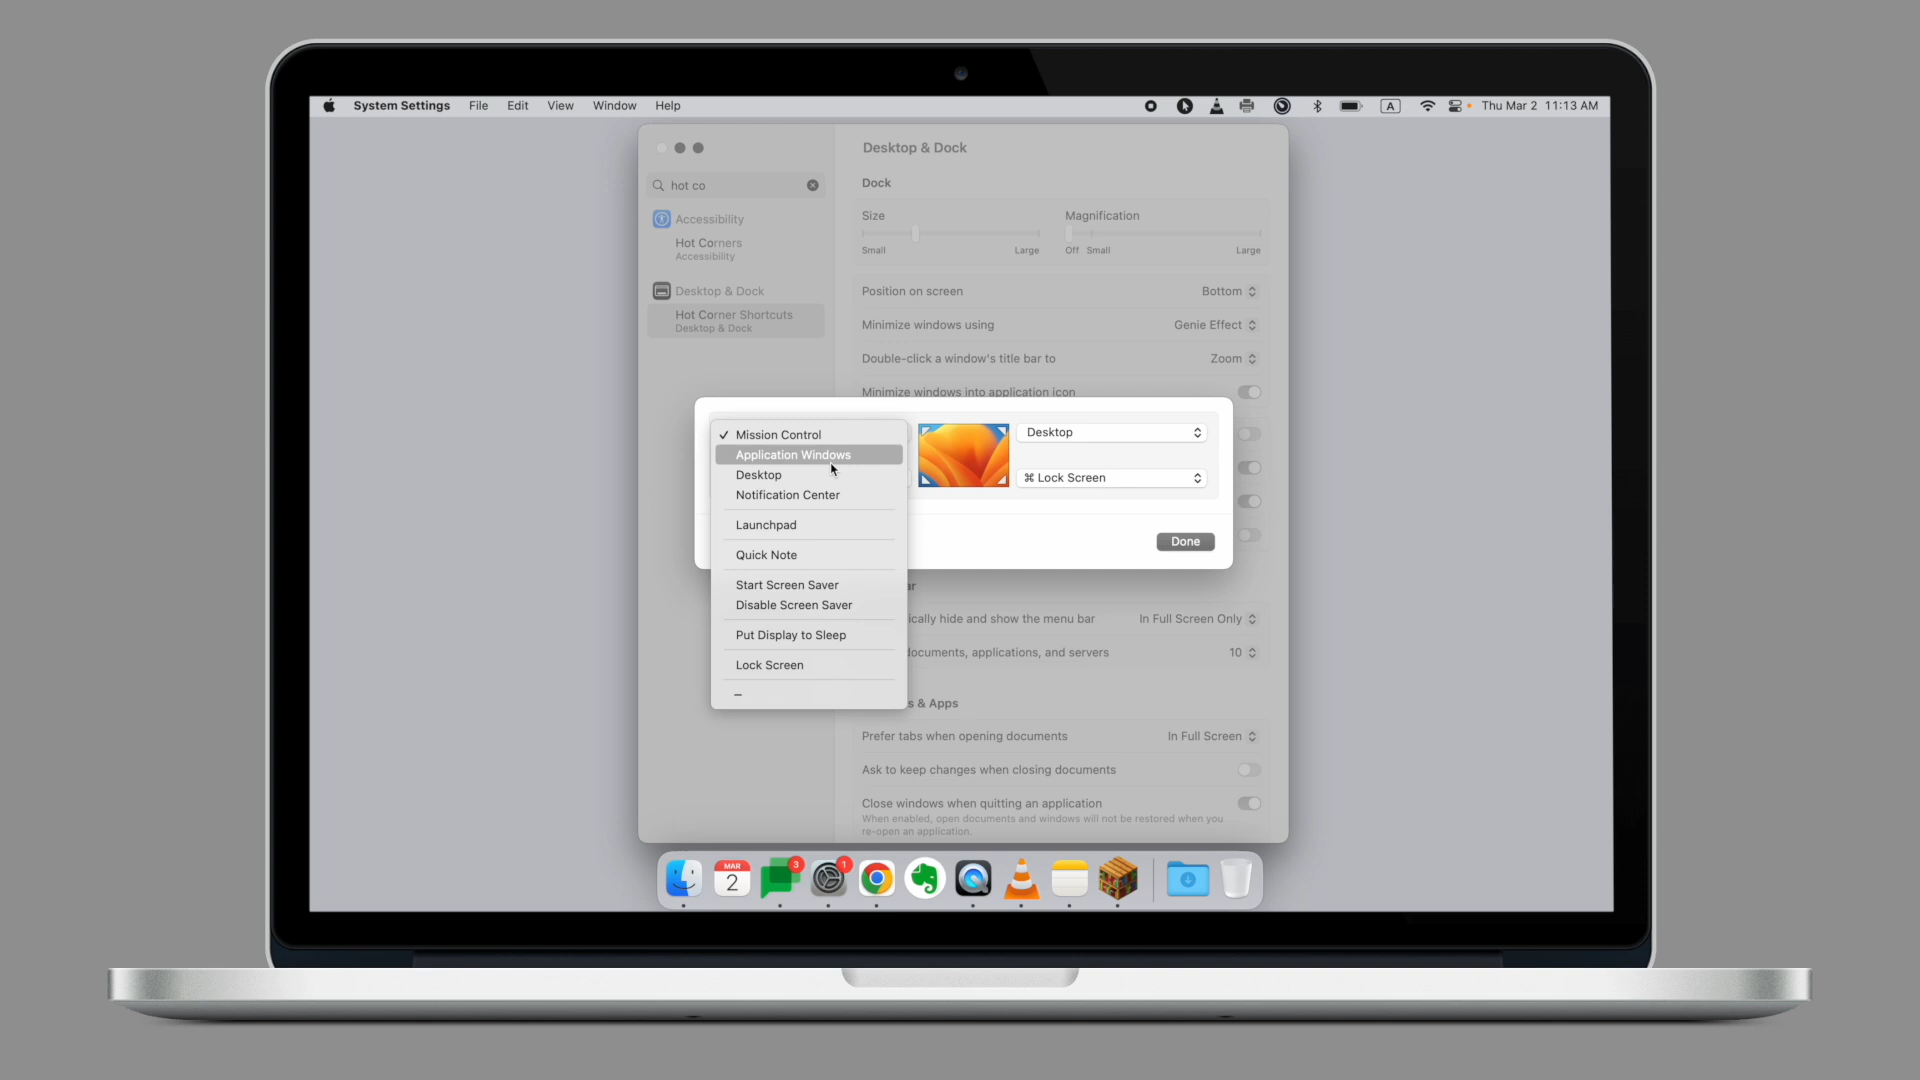 System Settings File Edit View Window Help A Thu Mar 2 11:13 AM
Desktop & Dock
hot co
Accessibility
Hot Corners
Accessibility
Desktop & Dock
Hot Corner Shortcuts
Desktop & Dock
Dock
Size Magnification
Small Large Off Small Large
Position on screen Bottom
Minimize windows using Genie Effect
Double-click a window's title bar to Zoom
Minimize windows into application icon
✓ Mission Control
Application Windows
Desktop
Notification Center
Launchpad
Quick Note
Start Screen Saver
Disable Screen Saver
Put Display to Sleep
Lock Screen
–
Desktop
⌘ Lock Screen
Done
ar
ically hide and show the menu bar In Full Screen Only
documents, applications, and servers 10
s & Apps
Prefer tabs when opening documents In Full Screen
Ask to keep changes when closing documents
Close windows when quitting an application
When enabled, open documents and windows will not be restored when you
re-open an application.
MAR
2
3
1